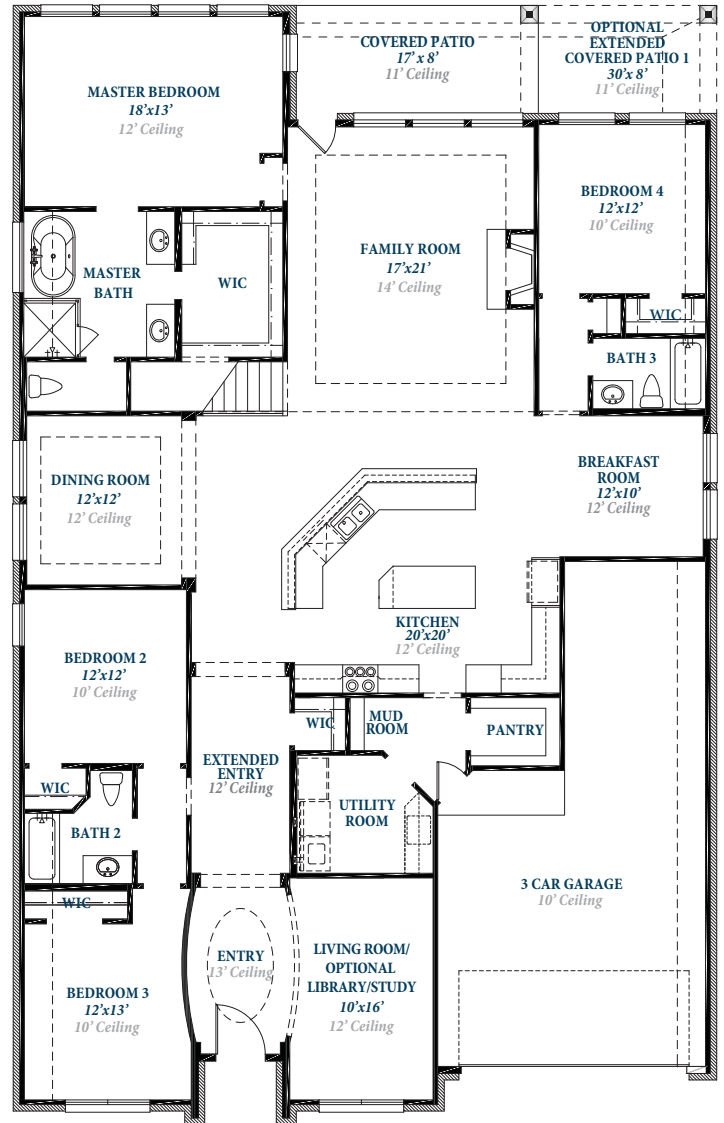 COVERED PATIO
17' x 8'
11' Ceiling
OPTIONAL
EXTENDED
COVERED PATIO 1
30'x 8'
11' Ceiling
MASTER BEDROOM
18'x13'
12' Ceiling
BEDROOM 4
12'x12'
10' Ceiling
FAMILY ROOM
17'x21'
14' Ceiling
MASTER
BATH
WIC
WIC
BATH 3
DINING ROOM
12'x12'
12' Ceiling
BREAKFAST
ROOM
12'x10'
12' Ceiling
KITCHEN
20'x20'
12' Ceiling
BEDROOM 2
12'x12'
10' Ceiling
WIC
MUD
ROOM
PANTRY
EXTENDED
ENTRY
12' Ceiling
WIC
UTILITY
ROOM
BATH 2
3 CAR GARAGE
10' Ceiling
WIC
ENTRY
13' Ceiling
LIVING ROOM/
OPTIONAL
LIBRARY/STUDY
10'x16'
12' Ceiling
BEDROOM 3
12'x13'
10' Ceiling